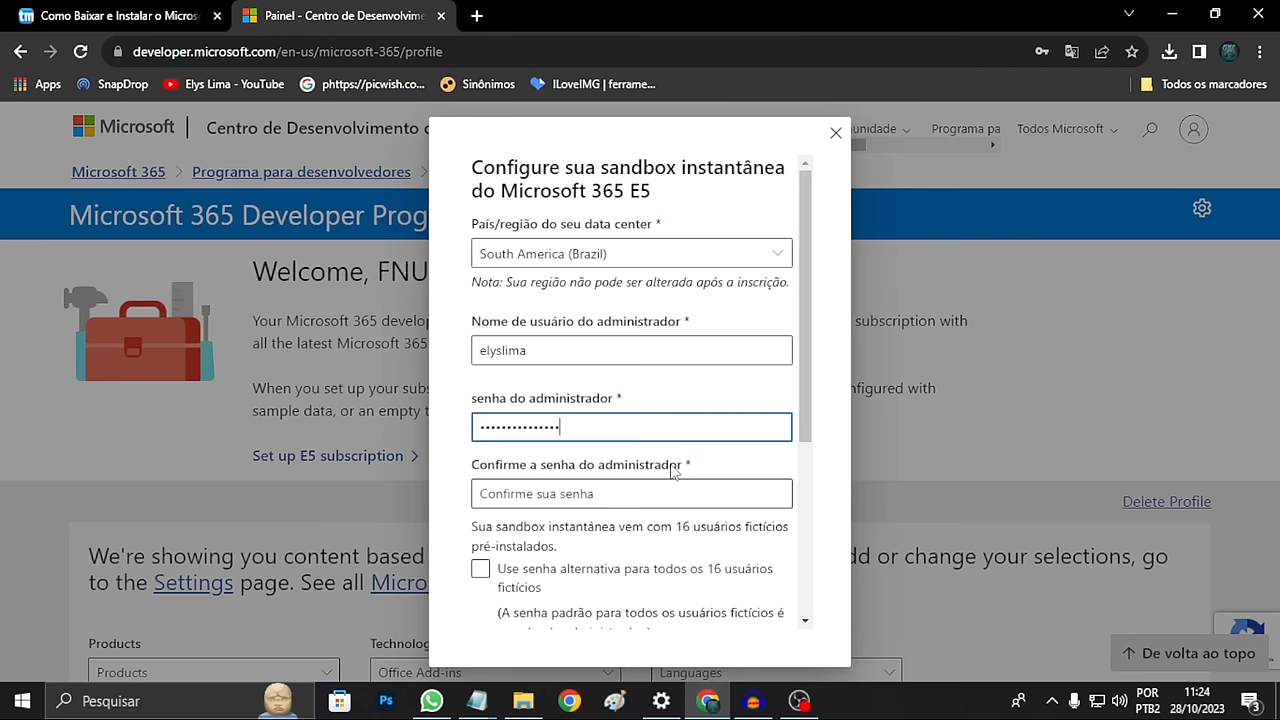 Como Baixar e Instalar o Micros
Painel - Centro de Desenvolvime
developer.microsoft.com/en-us/microsoft-365/profile
Apps
SnapDrop
Elys Lima - YouTube
phttps://picwish.co...
Sinônimos
ILoveIMG | ferrame...
Todos os marcadores
Microsoft
Centro de Desenvolvimento d
unidade
Programa pa
Todos Microsoft
Microsoft 365
Programa para desenvolvedores
Microsoft 365 Developer Prog
Welcome, FNU
Your Microsoft 365 develop
subscription with
all the latest Microsoft 365
When you set up your subs
onfigured with
sample data, or an empty
Set up E5 subscription >
Delete Profile
We're showing you content based
dd or change your selections, go
to the Settings page. See all Micro
Products
Technolog
Products
Office Add-ins
Languages
Configure sua sandbox instantânea
do Microsoft 365 E5
País/região do seu data center *
South America (Brazil)
Nota: Sua região não pode ser alterada após a inscrição.
Nome de usuário do administrador *
elyslima
senha do administrador *
•••••••••••••••
Confirme a senha do administrador *
Confirme sua senha
Sua sandbox instantânea vem com 16 usuários fictícios
pré-instalados.
Use senha alternativa para todos os 16 usuários
fictícios
(A senha padrão para todos os usuários fictícios é
De volta ao topo
Pesquisar
Ps
POR
PTB2
11:24
28/10/2023
3